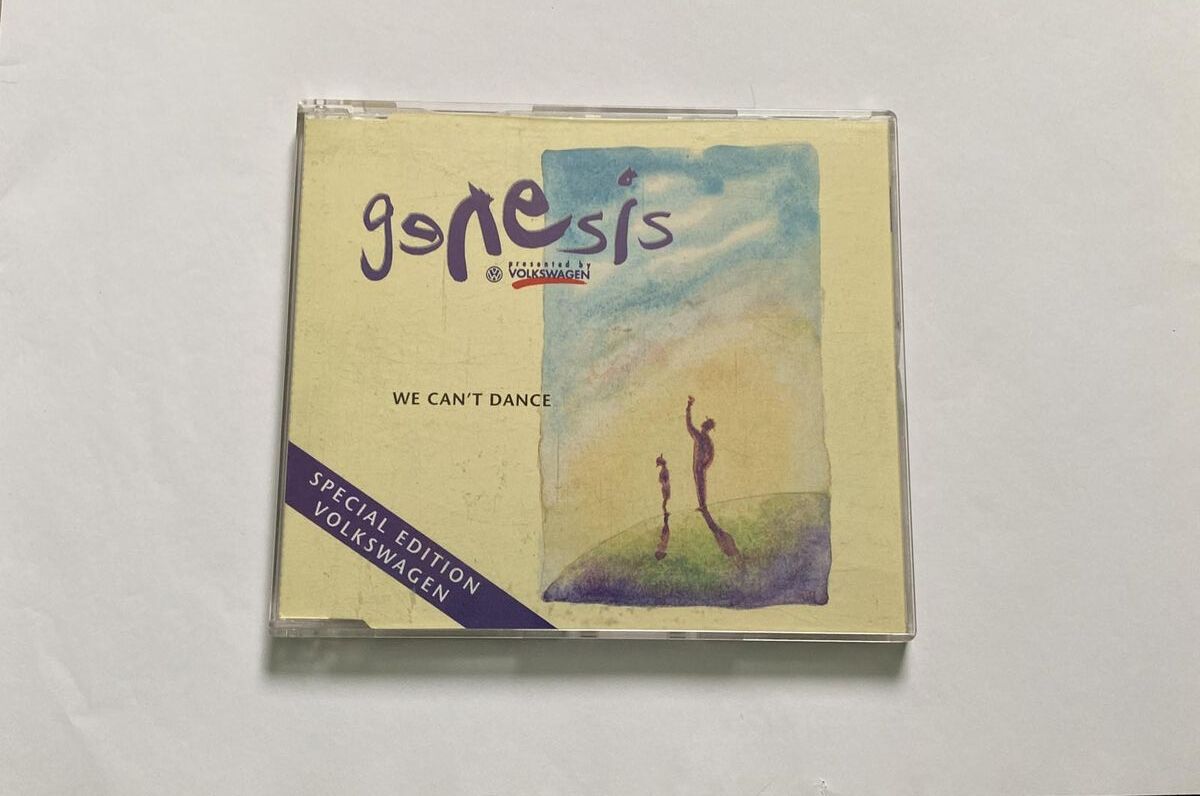 genesis
presented by
VOLKSWAGEN
WE CAN'T DANCE
SPECIAL EDITION
VOLKSWAGEN